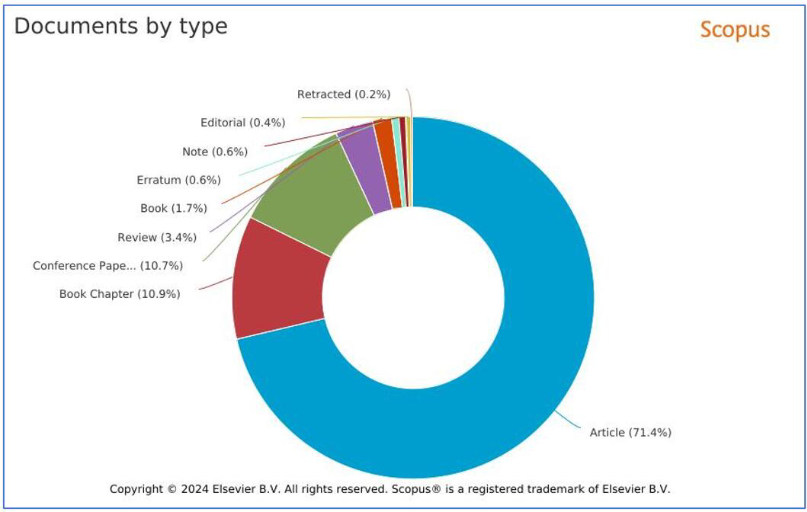 Documents by type
Scopus
Retracted (0.2%)
Editorial (0.4%)
Note (0.6%)
Erratum (0.6%)
Book (1.7%)
Review (3.4%)
Conference Pape... (10.7%)
Book Chapter (10.9%)
Article (71.4%)
Copyright © 2024 Elsevier B.V. All rights reserved. Scopus® is a registered trademark of Elsevier B.V.